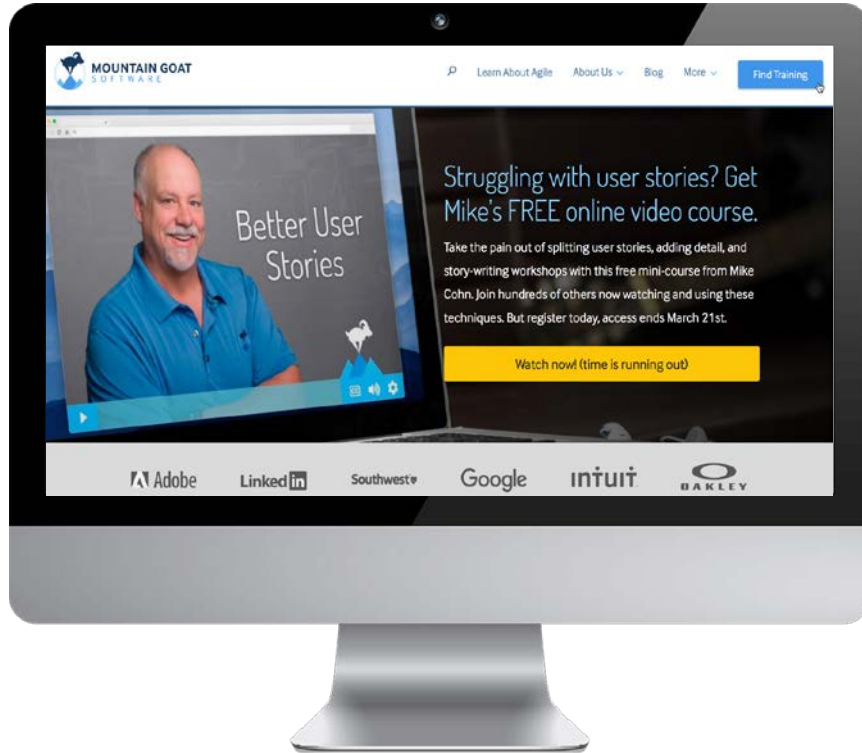 MOUNTAIN GOAT
SOFTWARE
Learn About Agile
About Us
Blog
More
Find Training
Better User
Stories
Struggling with user stories? Get
Mike's FREE online video course.
Take the pain out of splitting user stories, adding detail, and
story-writing workshops with this free mini-course from Mike
Cohn. Join hundreds of others now watching and using these
techniques. But register today, access ends March 21st.
Watch now! (time is running out)
CC
Adobe
Linked in
Southwest
Google
intuit
OAKLEY